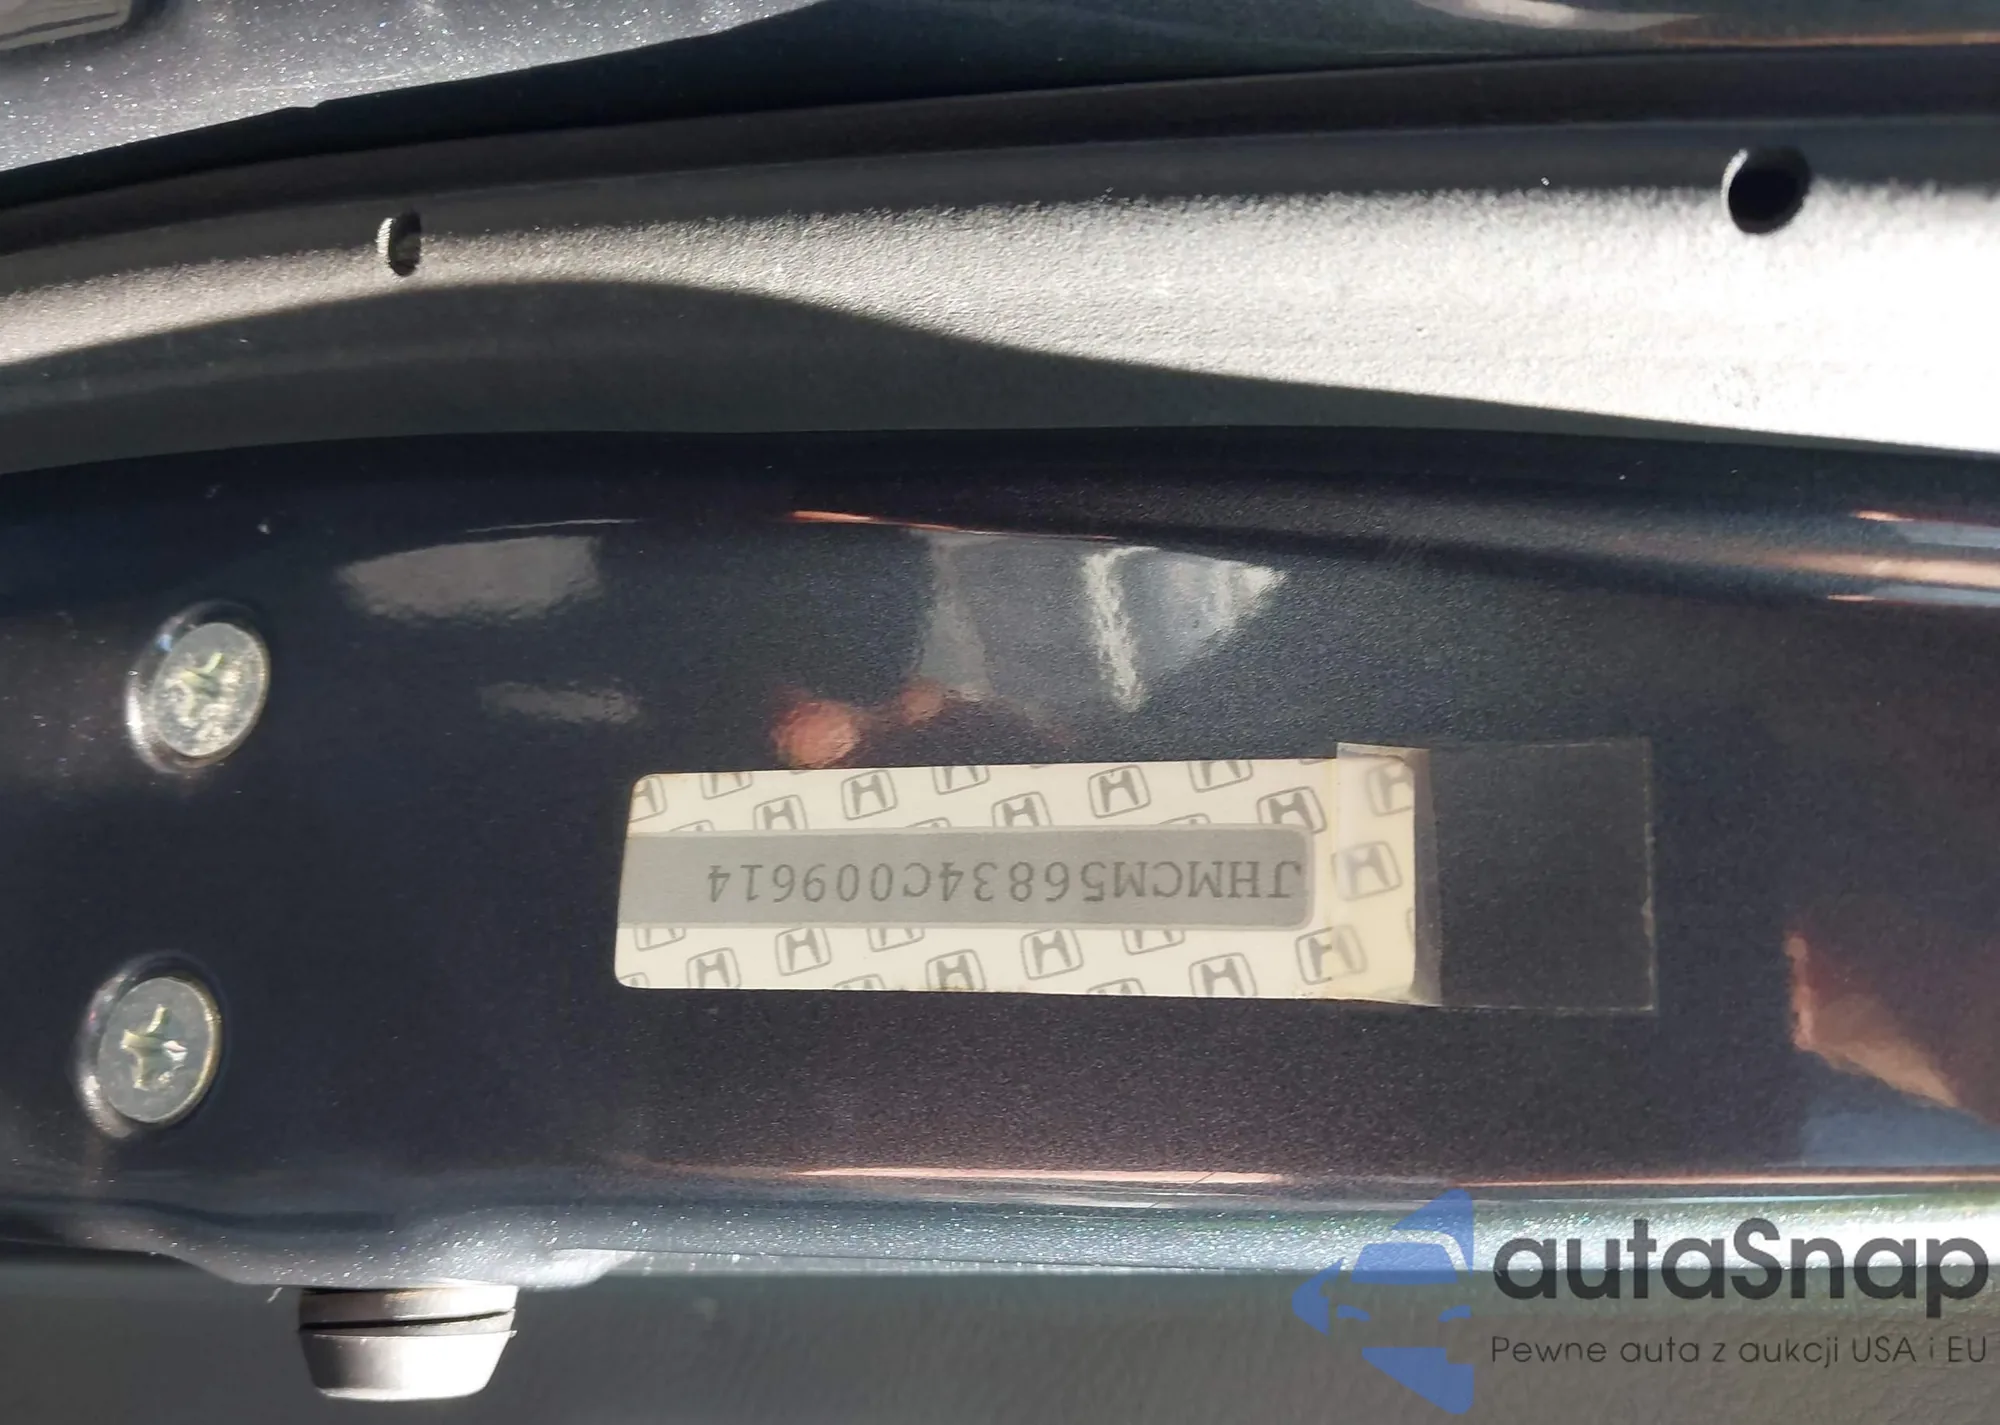 JHMCM56834C009614
autaSnap
Pewne auta z aukcji USA i EU